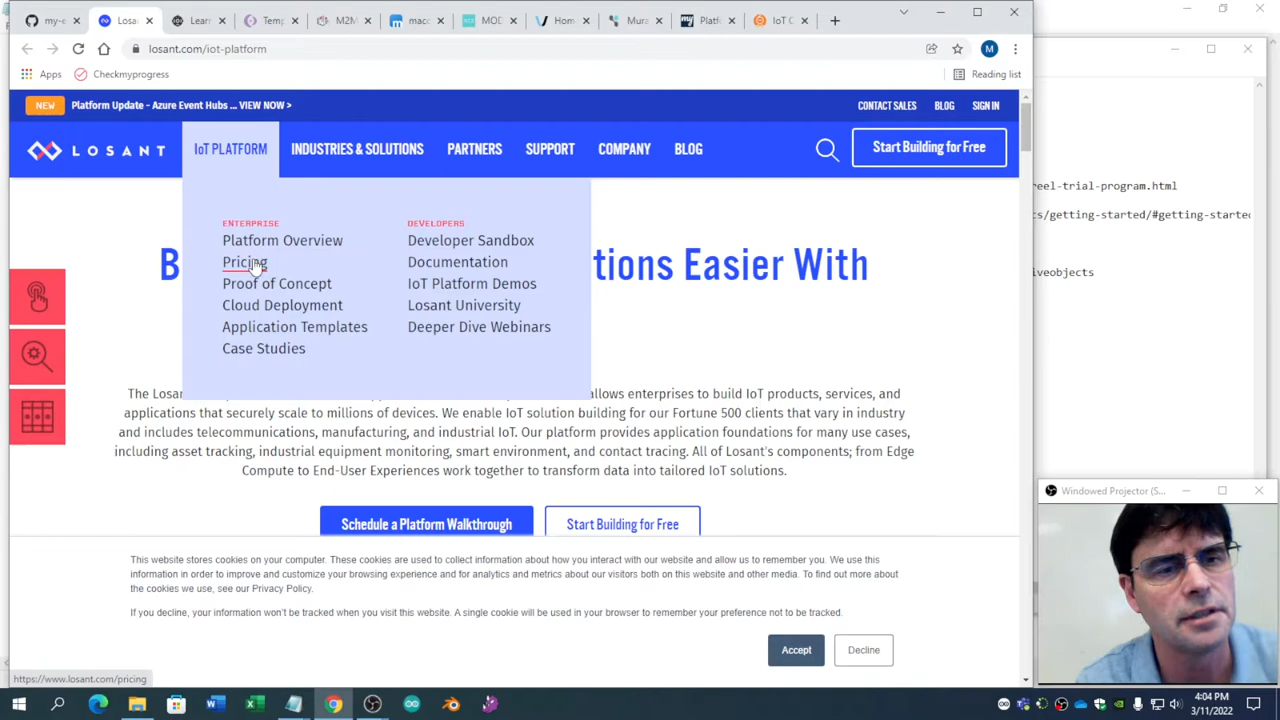 my-e
Losa
Learn
Temp
M2M
macc
MOD
Home
Mura
Platf
IoT C
losant.com/iot-platform
M
Apps
Checkmyprogress
Reading list
NEW
Platform Update - Azure Event Hubs ... VIEW NOW >
CONTACT SALES
BLOG
SIGN IN
LOSANT
IoT PLATFORM
INDUSTRIES & SOLUTIONS
PARTNERS
SUPPORT
COMPANY
BLOG
Start Building for Free
ENTERPRISE
Platform Overview
Pricing
Proof of Concept
Cloud Deployment
Application Templates
Case Studies
DEVELOPERS
Developer Sandbox
Documentation
IoT Platform Demos
Losant University
Deeper Dive Webinars
B
tions Easier With
The Losan
allows enterprises to build IoT products, services, and
applications that securely scale to millions of devices. We enable IoT solution building for our Fortune 500 clients that vary in industry
and includes telecommunications, manufacturing, and industrial IoT. Our platform provides application foundations for many use cases,
including asset tracking, industrial equipment monitoring, smart environment, and contact tracing. All of Losant's components; from Edge
Compute to End-User Experiences work together to transform data into tailored IoT solutions.
Schedule a Platform Walkthrough
Start Building for Free
This website stores cookies on your computer. These cookies are used to collect information about how you interact with our website and allow us to remember you. We use this
information in order to improve and customize your browsing experience and for analytics and metrics about our visitors both on this website and other media. To find out more about
the cookies we use, see our Privacy Policy.
If you decline, your information won't be tracked when you visit this website. A single cookie will be used in your browser to remember your preference not to be tracked.
Accept
Decline
https://www.losant.com/pricing
reel-trial-program.html
ts/getting-started/#getting-started
iveobjects
Windowed Projector (S...
4:04 PM
3/11/2022